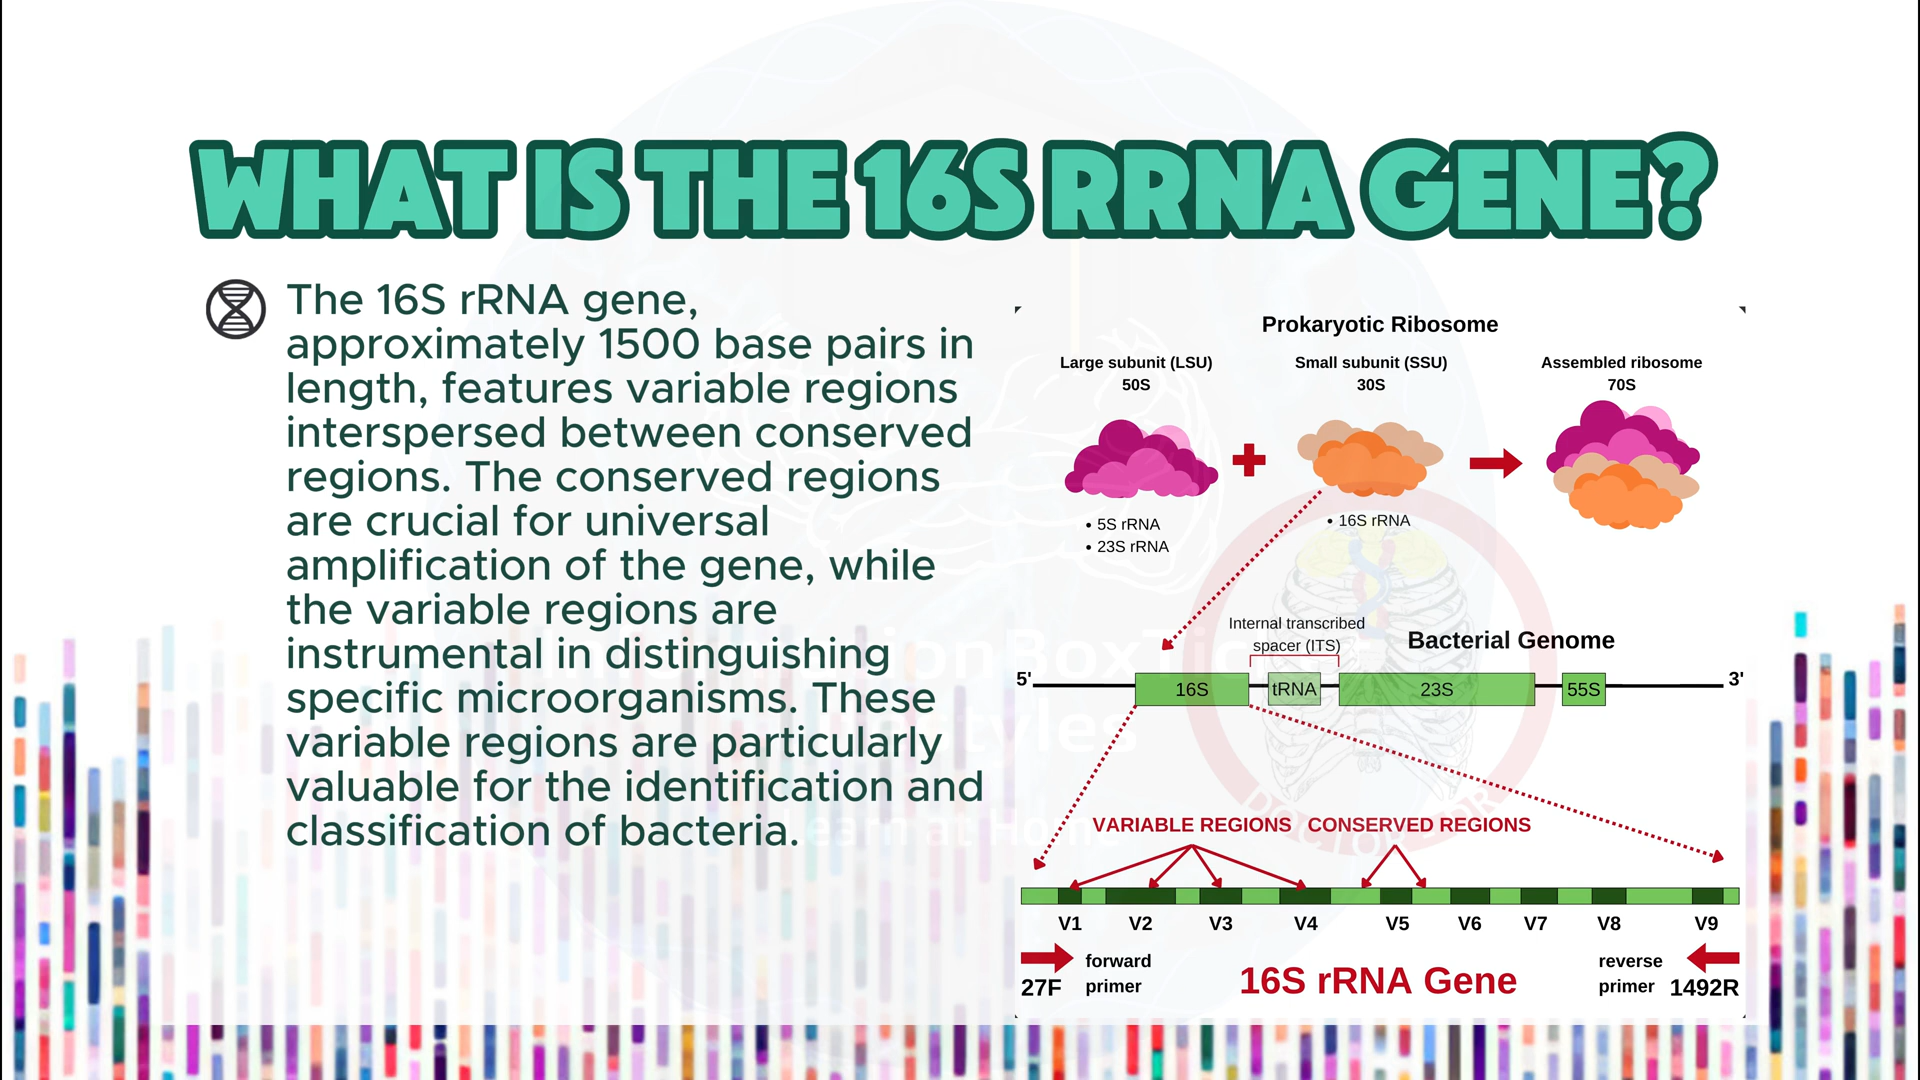 WHAT IS THE 16S RRNA GENE?
The 16S rRNA gene,
approximately 1500 base pairs in
length, features variable regions
interspersed between conserved
regions. The conserved regions
are crucial for universal
amplification of the gene, while
the variable regions are
instrumental in distinguishing
specific microorganisms. These
variable regions are particularly
valuable for the identification and
classification of bacteria.
Prokaryotic Ribosome
Large subunit (LSU)
50S
Small subunit (SSU)
30S
Assembled ribosome
70S
• 5S rRNA
• 23S rRNA
• 16S rRNA
Internal transcribed
spacer (ITS)
Bacterial Genome
5'
16S
tRNA
23S
55S
3'
VARIABLE REGIONS
CONSERVED REGIONS
V1 V2 V3 V4 V5 V6 V7 V8 V9
forward
primer
27F
16S rRNA Gene
reverse
primer
1492R
Learn at Home